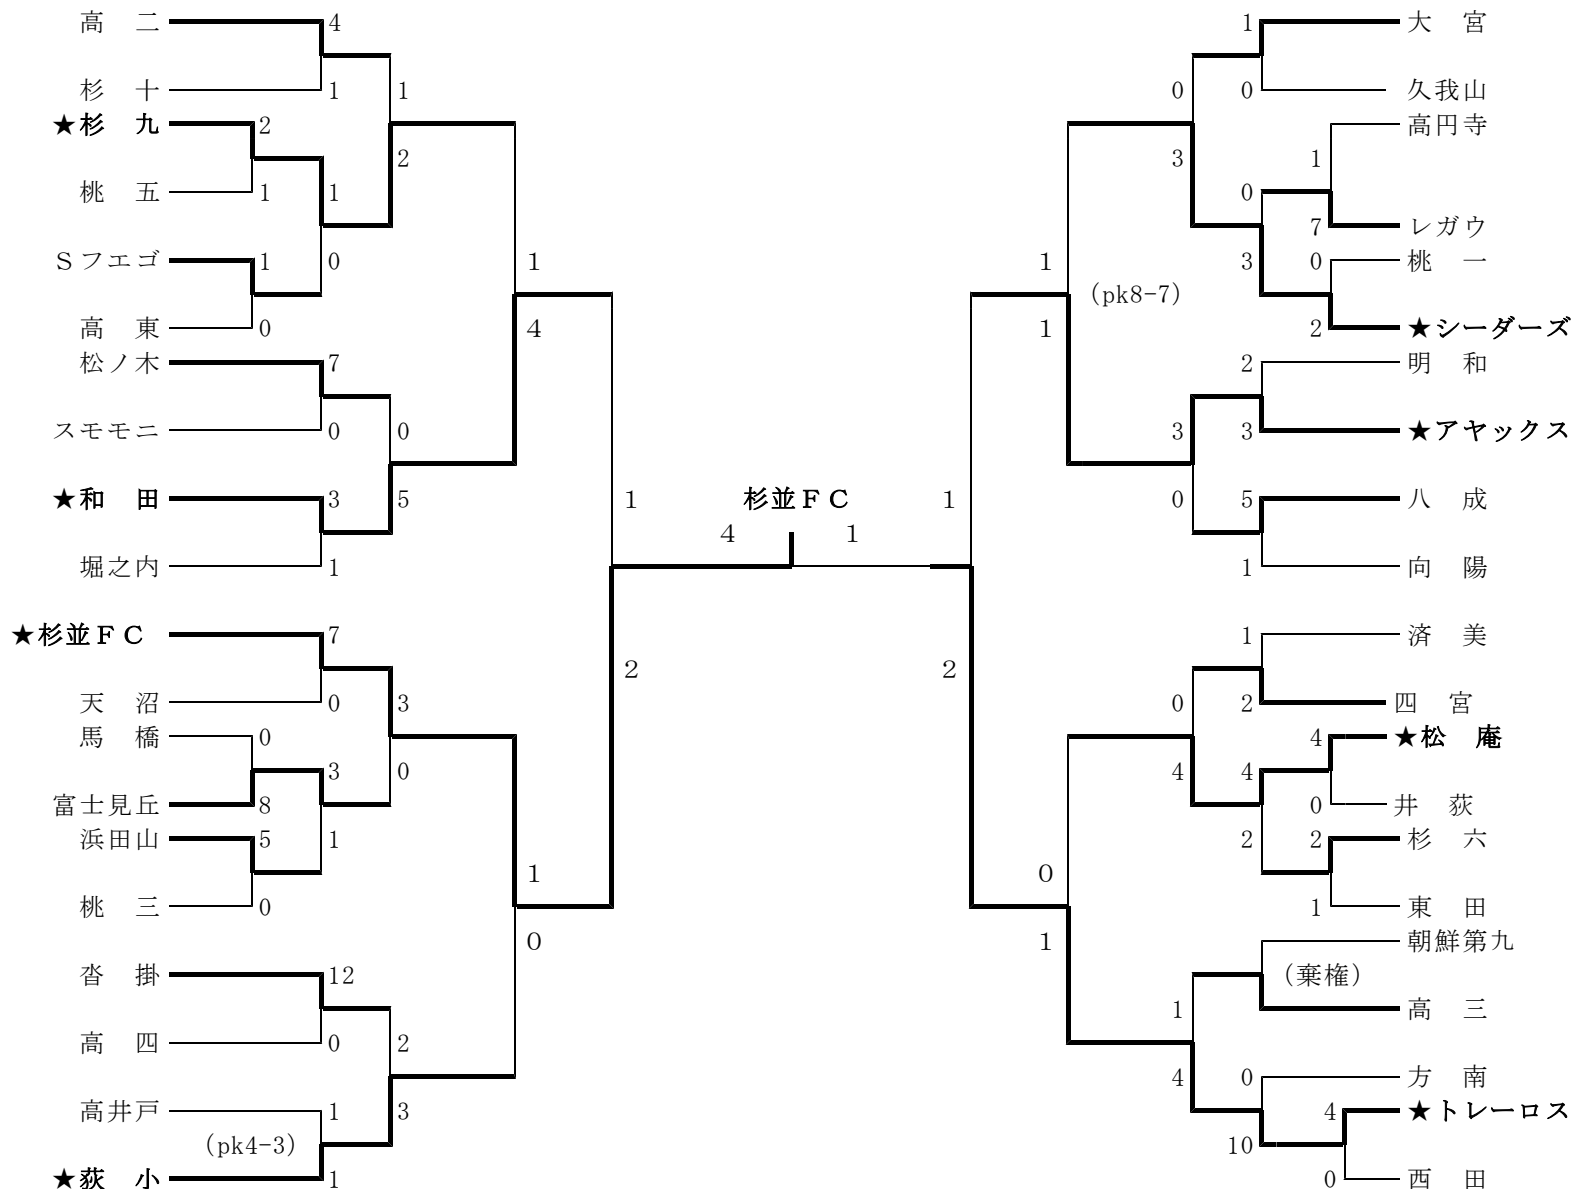 高　二 4 1 大　宮
杉　十 1 1 0 0 久我山
★杉　九 2 高円寺
2 3 1
桃　五 1 1 0
7 レガウ
Ｓフエゴ 1 0 1 1 3 0 桃　一
(pk8-7)
高　東 0 4 1 2 ★シーダーズ
松ノ木 7 2 明　和
スモモニ 0 0 3 3 ★アヤックス
★和　田 3 5 1 杉並ＦＣ 1 0 5 八　成
4 1
堀之内 1 1 向　陽
★杉並ＦＣ 7 1 済　美
2 2
天　沼 0 3 0 2 四　宮
馬　橋 0 4 ★松　庵
3 0 4 4
富士見丘 8 0 井　荻
浜田山 5 1 2 2 杉　六
1 0
桃　三 0 1 東　田
0 1 朝鮮第九
沓　掛 12 (棄権)
1 高　三
高　四 0 2
4 0 方　南
高井戸 1 3 4 ★トレーロス
(pk4-3) 10
★荻　小 1 0 西　田